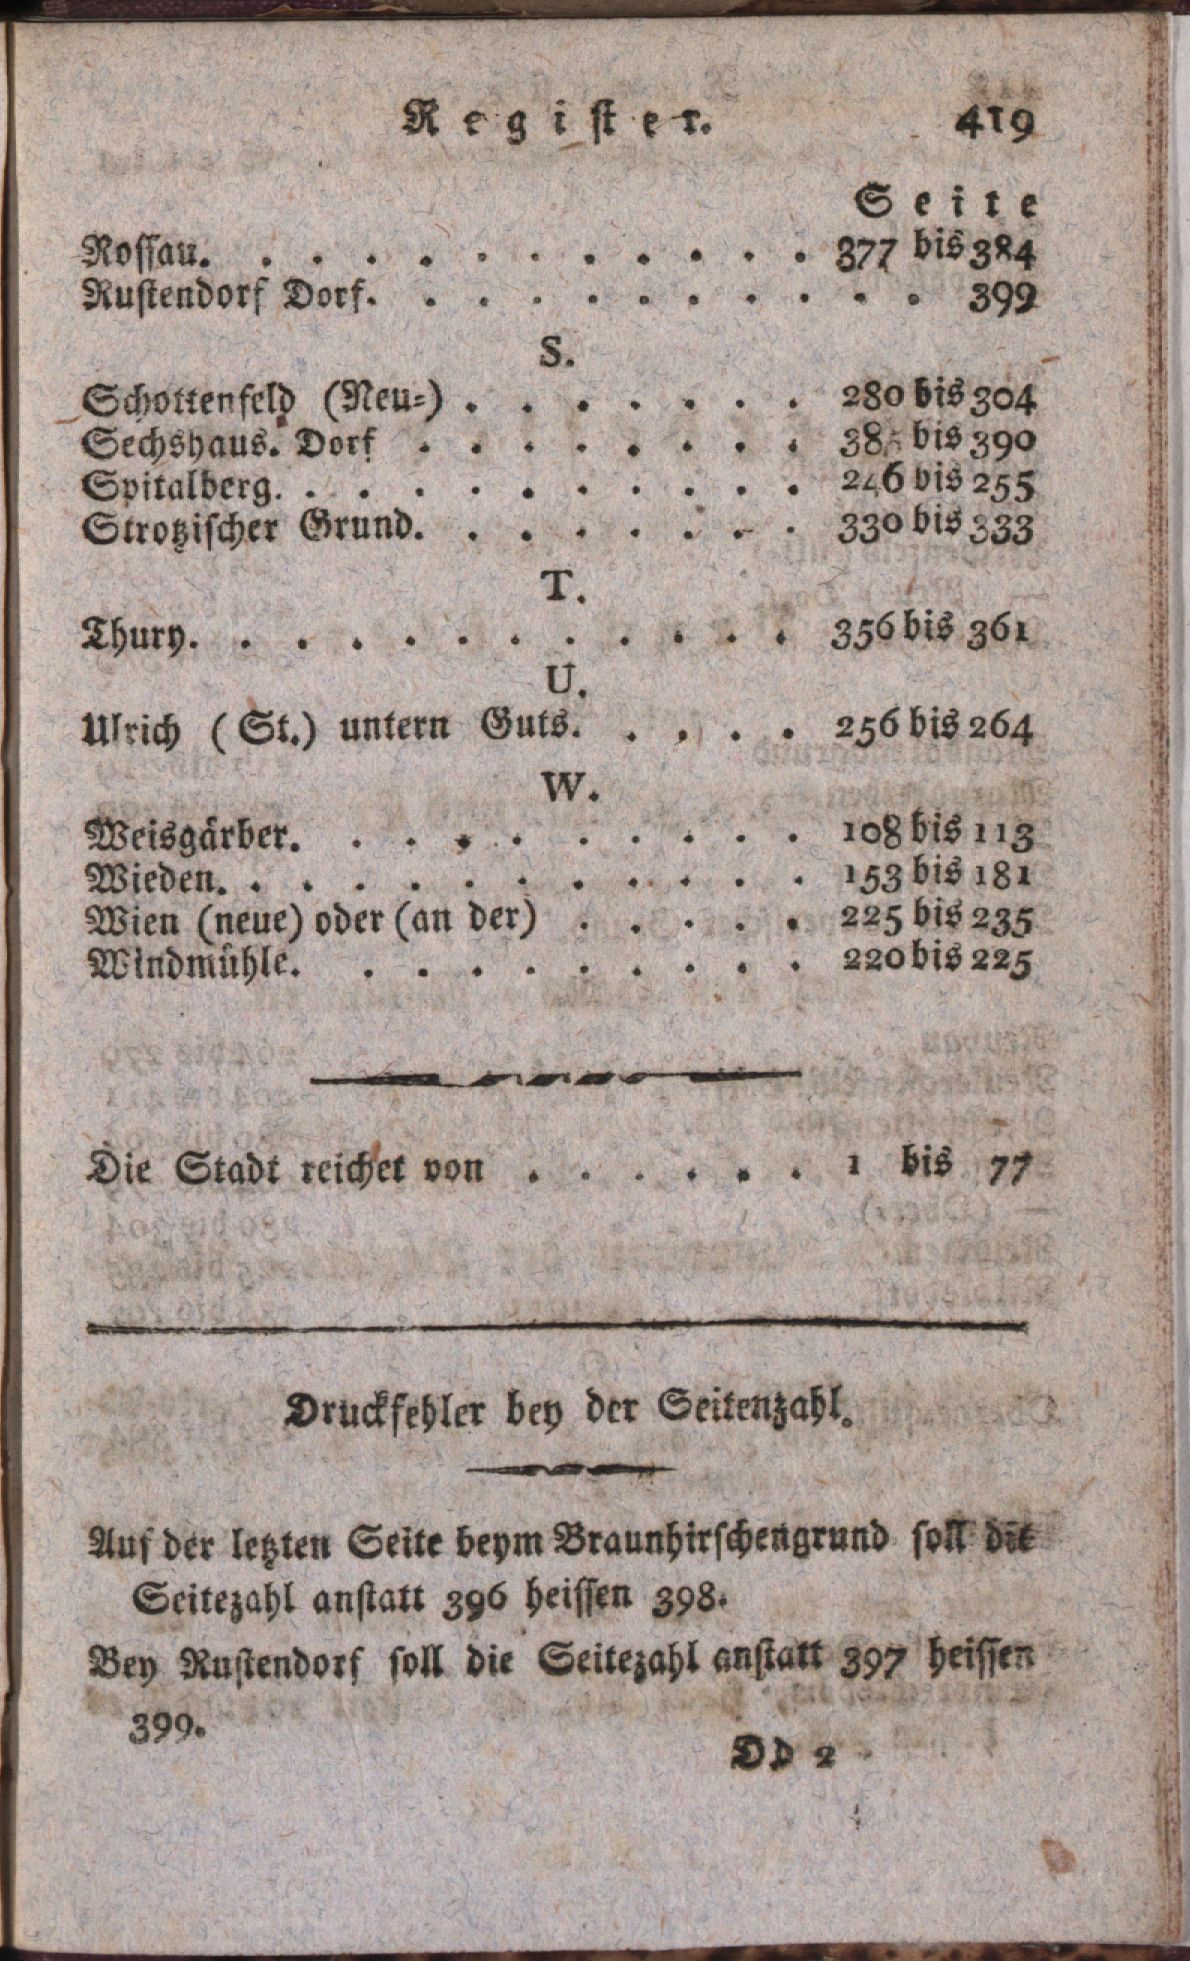 Register. 419
Seite
Rossau. . . . . . . . . . . . 377 bis 384
Rustendorf Dorf. . . . . . . . . . . 399
S.
Schottenfeld (Neu=) . . . . . . . 280 bis 304
Sechshaus. Dorf . . . . . . . . 385 bis 390
Spitalberg. . . . . . . . . . . 246 bis 255
Strotzischer Grund. . . . . . . . 330 bis 333
T.
Thury. . . . . . . . . . . . 356 bis 361
U.
Ulrich (St.) untern Guts. . . . . 256 bis 264
W.
Weisgärber. . . . . . . . . . 108 bis 113
Wieden. . . . . . . . . . . . 153 bis 181
Wien (neue) oder (an der) . . . . . 225 bis 235
Windmühle. . . . . . . . . . 220 bis 225
Die Stadt reichet von . . . . . . 1 bis 77
Druckfehler bey der Seitenzahl.
Auf der letzten Seite beym Braunhirschengrund soll die
Seitezahl anstatt 396 heissen 398.
Bey Rustendorf soll die Seitezahl anstatt 397 heissen
399.
Dd 2